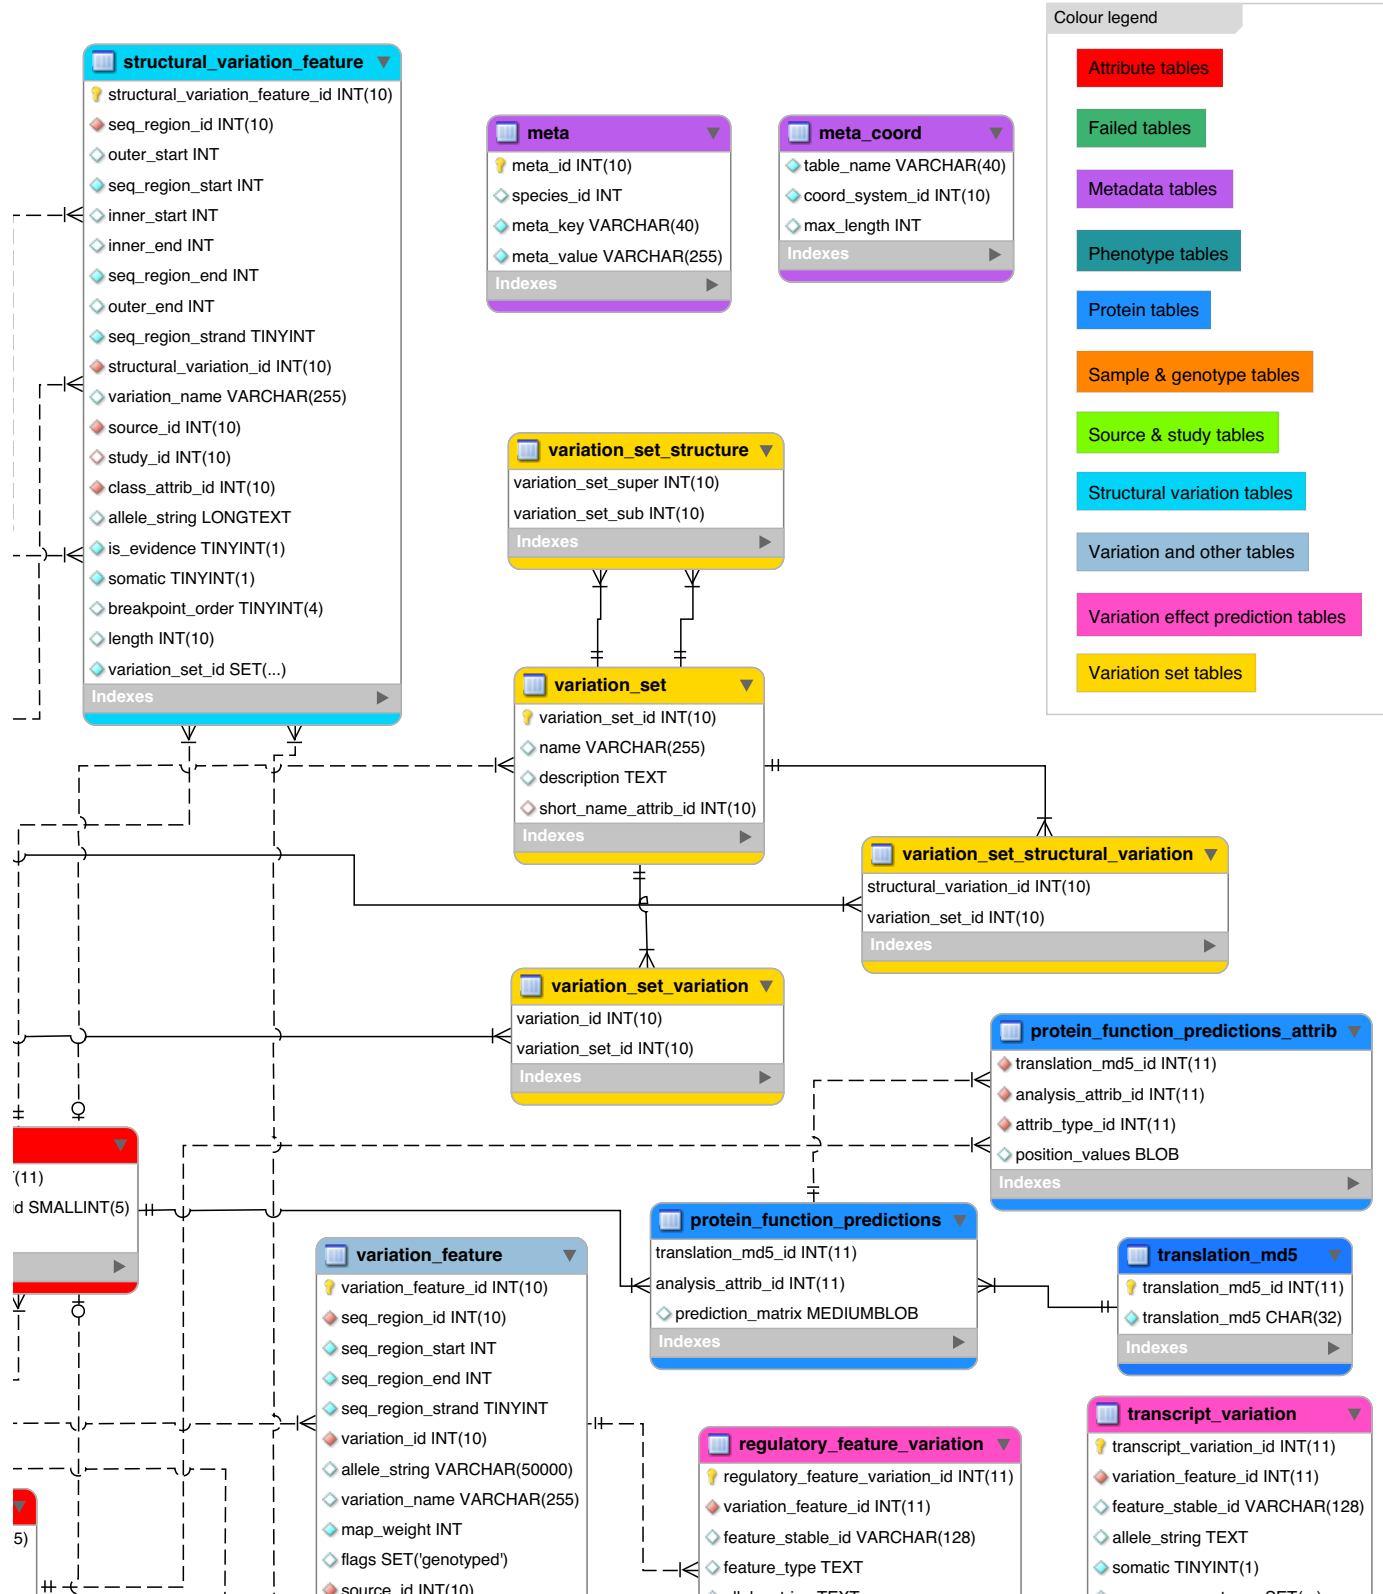 Colour legend
Attribute tables
Failed tables
Metadata tables
Phenotype tables
Protein tables
Sample & genotype tables
Source & study tables
Structural variation tables
Variation and other tables
Variation effect prediction tables
Variation set tables
structural_variation_feature
structural_variation_feature_id INT(10)
seq_region_id INT(10)
outer_start INT
seq_region_start INT
inner_start INT
inner_end INT
seq_region_end INT
outer_end INT
seq_region_strand TINYINT
structural_variation_id INT(10)
variation_name VARCHAR(255)
source_id INT(10)
study_id INT(10)
class_attrib_id INT(10)
allele_string LONGTEXT
is_evidence TINYINT(1)
somatic TINYINT(1)
breakpoint_order TINYINT(4)
length INT(10)
variation_set_id SET(...)
Indexes
meta
meta_id INT(10)
species_id INT
meta_key VARCHAR(40)
meta_value VARCHAR(255)
Indexes
meta_coord
table_name VARCHAR(40)
coord_system_id INT(10)
max_length INT
Indexes
variation_set_structure
variation_set_super INT(10)
variation_set_sub INT(10)
Indexes
variation_set
variation_set_id INT(10)
name VARCHAR(255)
description TEXT
short_name_attrib_id INT(10)
Indexes
variation_set_structural_variation
structural_variation_id INT(10)
variation_set_id INT(10)
Indexes
variation_set_variation
variation_id INT(10)
variation_set_id INT(10)
Indexes
protein_function_predictions_attrib
translation_md5_id INT(11)
analysis_attrib_id INT(11)
attrib_type_id INT(11)
position_values BLOB
Indexes
(11)
id SMALLINT(5)
protein_function_predictions
translation_md5_id INT(11)
analysis_attrib_id INT(11)
prediction_matrix MEDIUMBLOB
Indexes
translation_md5
translation_md5_id INT(11)
translation_md5 CHAR(32)
Indexes
variation_feature
variation_feature_id INT(10)
seq_region_id INT(10)
seq_region_start INT
seq_region_end INT
seq_region_strand TINYINT
variation_id INT(10)
allele_string VARCHAR(50000)
variation_name VARCHAR(255)
map_weight INT
flags SET('genotyped')
source_id INT(10)
5)
regulatory_feature_variation
regulatory_feature_variation_id INT(11)
variation_feature_id INT(11)
feature_stable_id VARCHAR(128)
feature_type TEXT
transcript_variation
transcript_variation_id INT(11)
variation_feature_id INT(11)
feature_stable_id VARCHAR(128)
allele_string TEXT
somatic TINYINT(1)